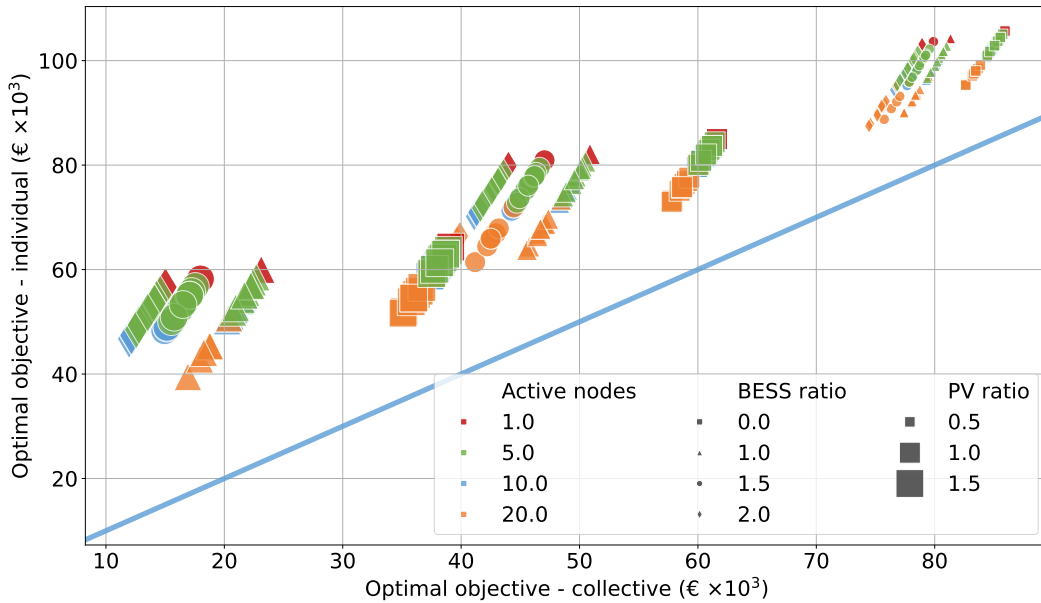 Optimal objective - individual (€ ×10³)
100
80
60
40
20
Active nodes BESS ratio PV ratio
1.0 0.0 0.5
5.0 1.0 1.0
10.0 1.5 1.5
20.0 2.0
10 20 30 40 50 60 70 80
Optimal objective - collective (€ ×10³)